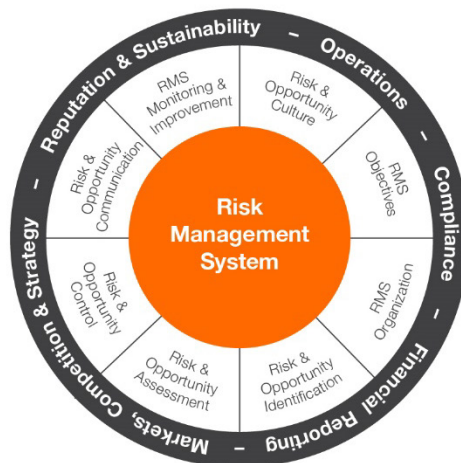 Reputation & Sustainability – Operations – Compliance – Financial Reporting – Markets, Competition & Strategy –
Risk &
Opportunity
Culture
RMS
Objectives
RMS
Organization
Risk &
Opportunity
Identification
Risk &
Opportunity
Assessment
Risk &
Opportunity
Control
Risk &
Opportunity
Communication
RMS
Monitoring &
Improvement
Risk
Management
System